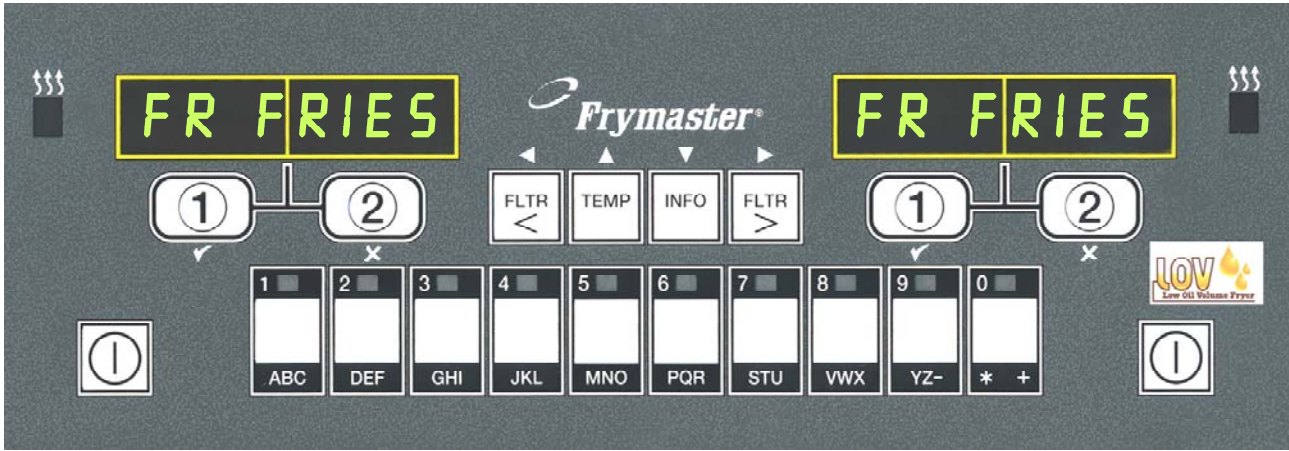 FR FRIES
Frymaster®
FR FRIES
FLTR <
TEMP
INFO
FLTR >
1 2
1 2
1 2 3 4 5 6 7 8 9 0
ABC DEF GHI JKL MNO PQR STU VWX YZ- * +
LOV
Low Oil Volume Fryer